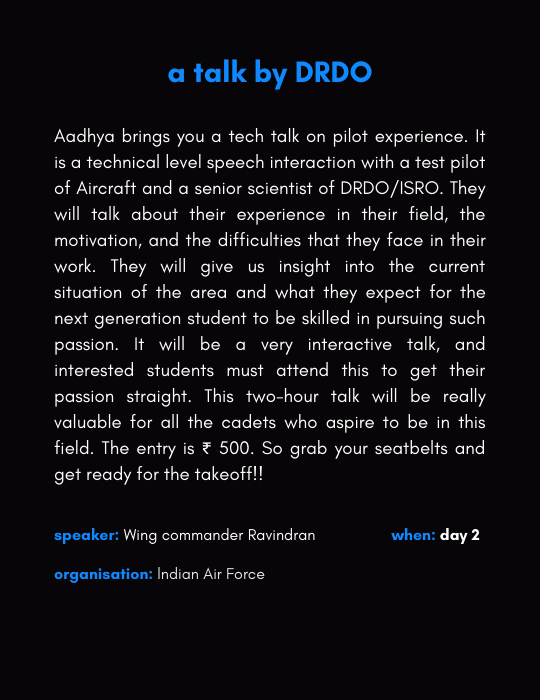 a talk by DRDO
Aadhya brings you a tech talk on pilot experience. It
is a technical level speech interaction with a test pilot
of Aircraft and a senior scientist of DRDO/ISRO. They
will talk about their experience in their field, the
motivation, and the difficulties that they face in their
work. They will give us insight into the current
situation of the area and what they expect for the
next generation student to be skilled in pursuing such
passion. It will be a very interactive talk, and
interested students must attend this to get their
passion straight. This two-hour talk will be really
valuable for all the cadets who aspire to be in this
field. The entry is ₹ 500. So grab your seatbelts and
get ready for the takeoff!!
speaker: Wing commander Ravindran when: day 2
organisation: Indian Air Force